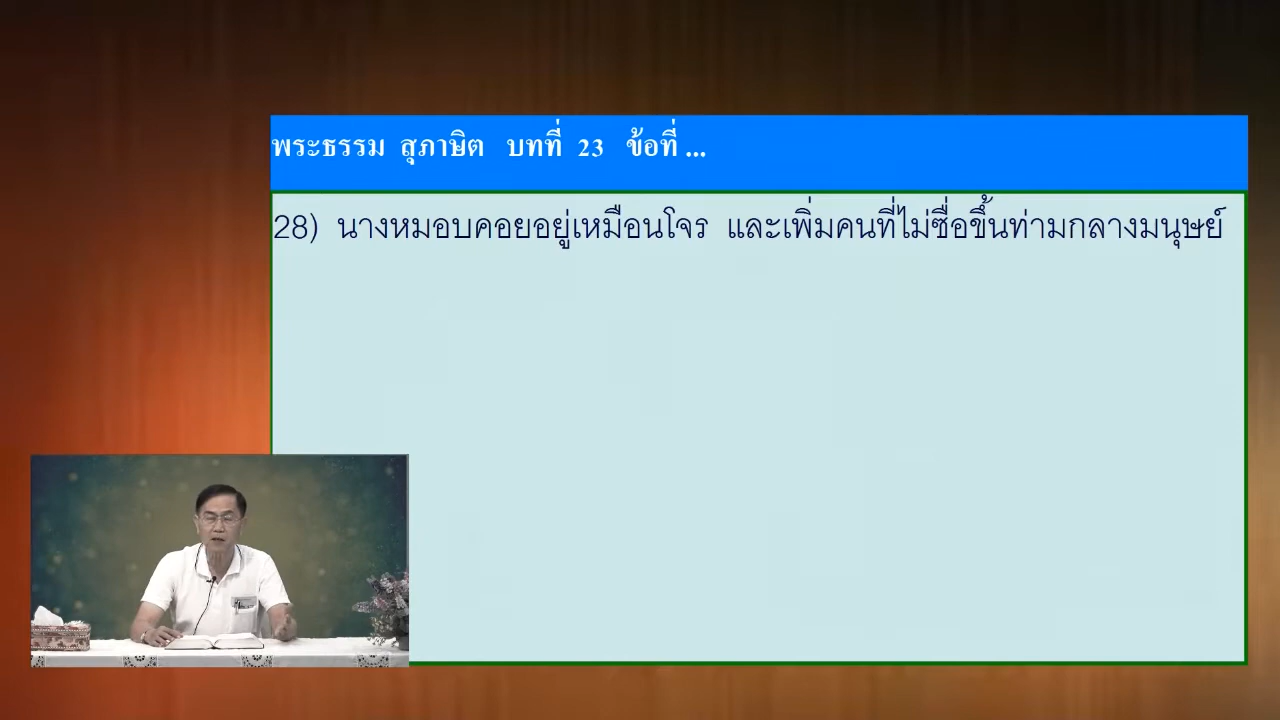 พระธรรม สุภาษิต บทที่ 23 ข้อที่ ...
28) นางหมอบคอยอยู่เหมือนโจร และเพิ่มคนที่ไม่ซื่อขึ้นท่ามกลางมนุษย์